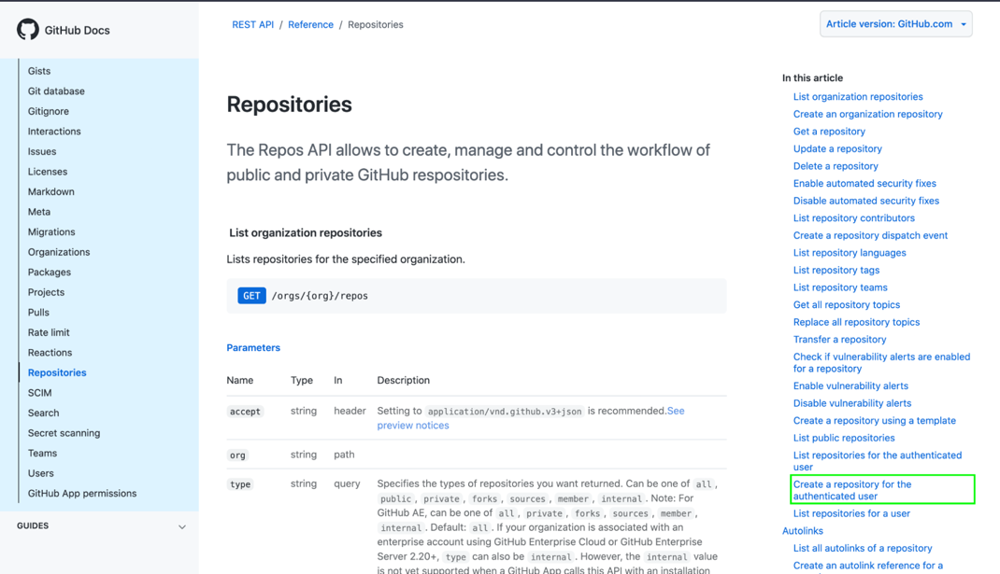 GitHub Docs
REST API / Reference / Repositories
Article version: GitHub.com
Gists
Git database
Gitignore
Interactions
Issues
Licenses
Markdown
Meta
Migrations
Organizations
Packages
Projects
Pulls
Rate limit
Reactions
Repositories
SCIM
Search
Secret scanning
Teams
Users
GitHub App permissions
GUIDES
Repositories
The Repos API allows to create, manage and control the workflow of
public and private GitHub respositories.
List organization repositories
Lists repositories for the specified organization.
GET /orgs/{org}/repos
Parameters
Name Type In Description
accept string header Setting to application/vnd.github.v3+json is recommended.See
preview notices
org string path
type string query Specifies the types of repositories you want returned. Can be one of all ,
public , private , forks , sources , member , internal . Note: For
GitHub AE, can be one of all , private , forks , sources , member ,
internal . Default: all . If your organization is associated with an
enterprise account using GitHub Enterprise Cloud or GitHub Enterprise
Server 2.20+, type can also be internal . However, the internal value
is not yet supported when a GitHub App calls this API with an installation
In this article
List organization repositories
Create an organization repository
Get a repository
Update a repository
Delete a repository
Enable automated security fixes
Disable automated security fixes
List repository contributors
Create a repository dispatch event
List repository languages
List repository tags
List repository teams
Get all repository topics
Replace all repository topics
Transfer a repository
Check if vulnerability alerts are enabled
for a repository
Enable vulnerability alerts
Disable vulnerability alerts
Create a repository using a template
List public repositories
List repositories for the authenticated
user
Create a repository for the
authenticated user
List repositories for a user
Autolinks
List all autolinks of a repository
Create an autolink reference for a